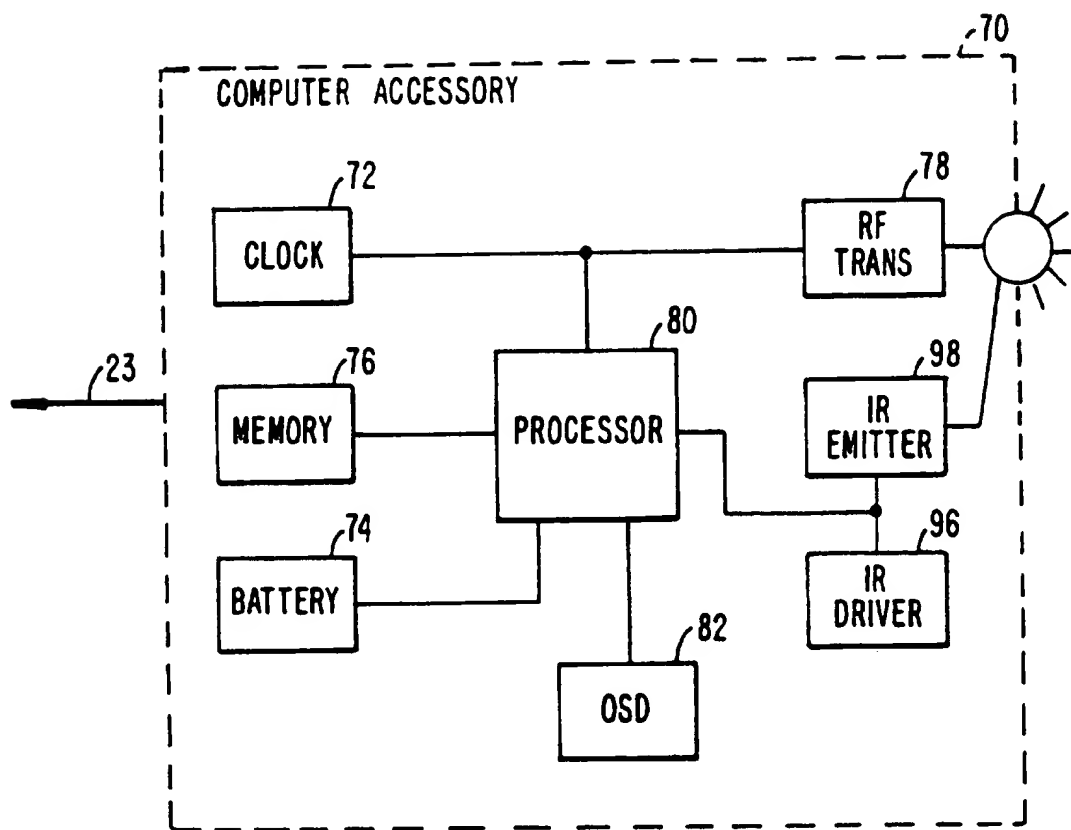 70
COMPUTER ACCESSORY
72
CLOCK
78
RF
TRANS
23
76
MEMORY
80
PROCESSOR
98
IR
EMITTER
74
BATTERY
96
IR
DRIVER
82
OSD